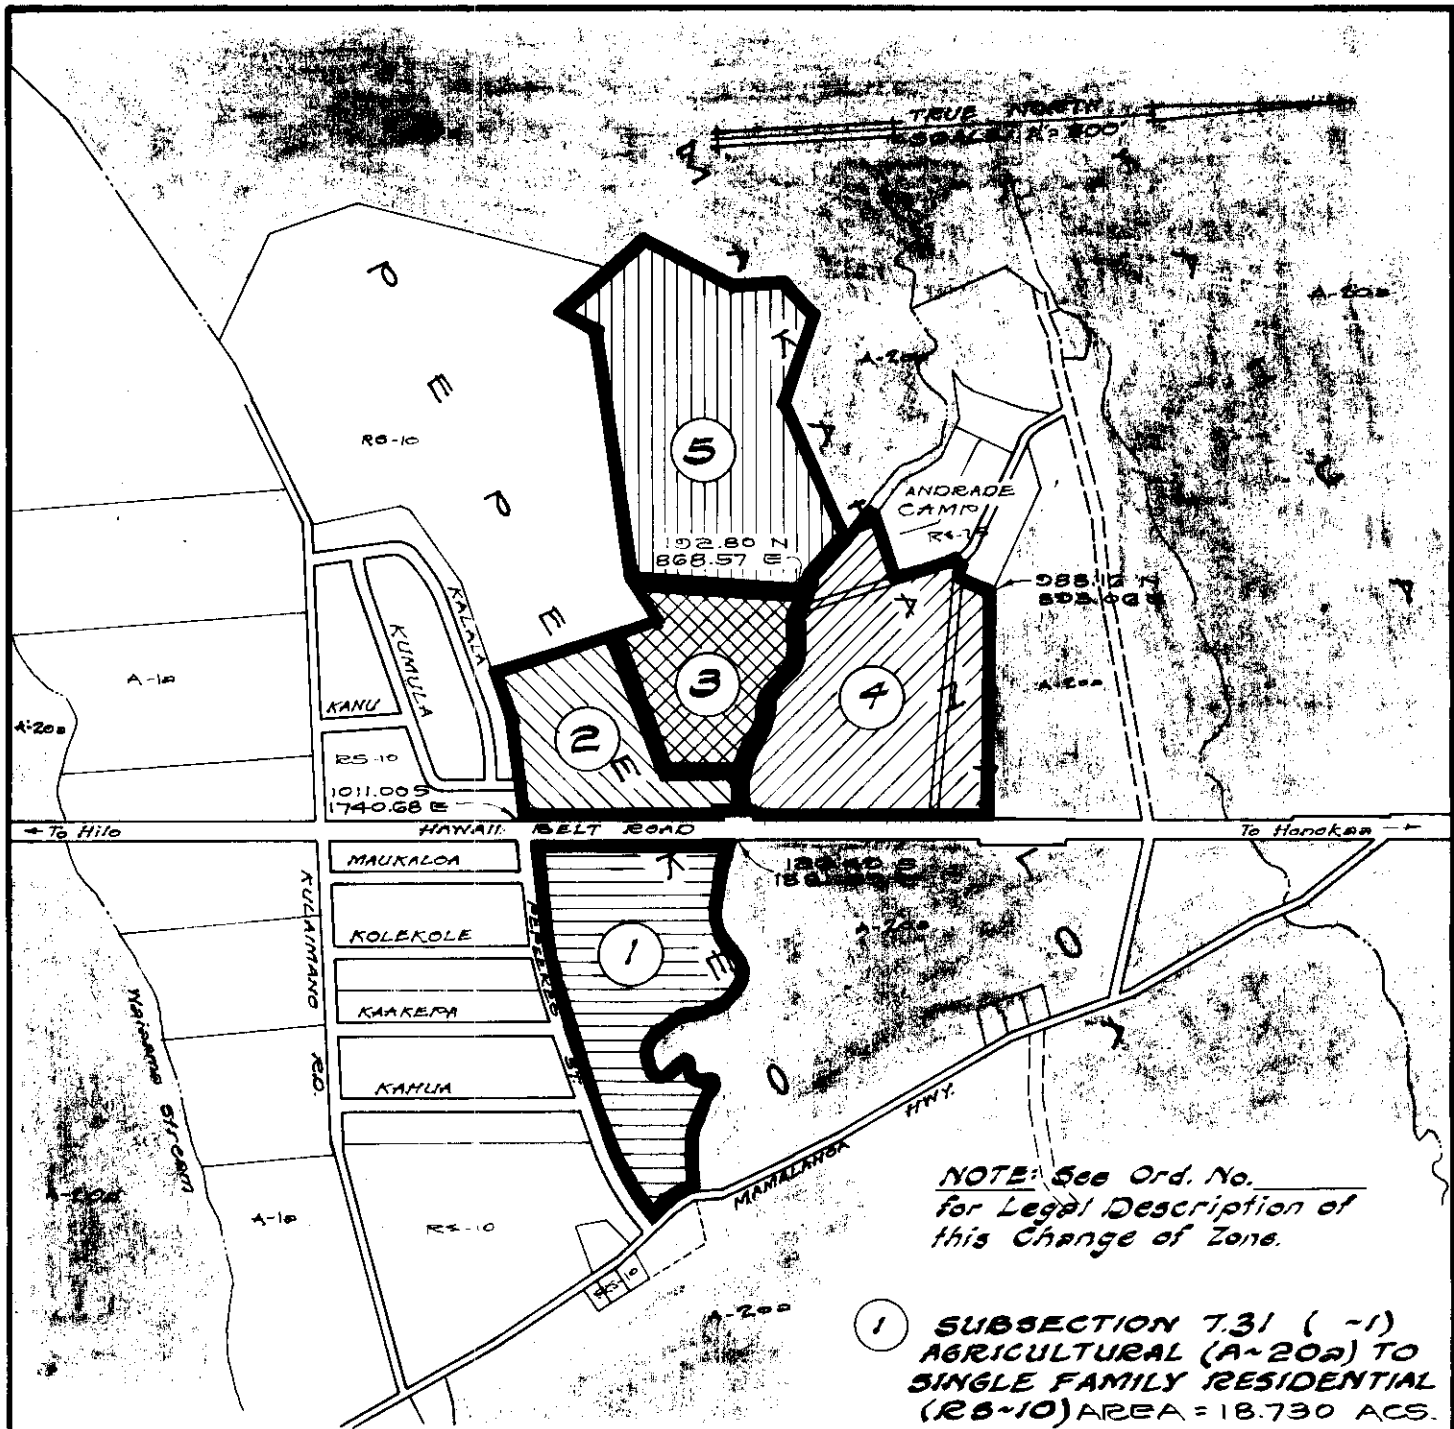 TRUE NORTH
A-20a
A-20a
RS-10
5
ANDRADE
CAMP
192.80 N
868.57 E
P
E
P
E
E
KALALA
KUMULA
3
4
A-1a
KANU
A-20a
A-20a
2
RS-10
1011.00 S
1740.68 E
To Hilo
HAWAII BELT ROAD
To Honokaa
MAUKALOA
KULAIMANO RD.
KOLEKOLE
1
A-20a
KAAKEPA
KAHUA
ST.
O
O
MAMALAHOA HWY.
A-20a
A-1a
RS-10
RS-10
A-20a
NOTE: See Ord. No.
for Legal Description of
this Change of Zone.
1 SUBSECTION 7.31 ( ~1)
AGRICULTURAL (A~20a) TO
SINGLE FAMILY RESIDENTIAL
(RS~10) AREA = 18.730 ACS.